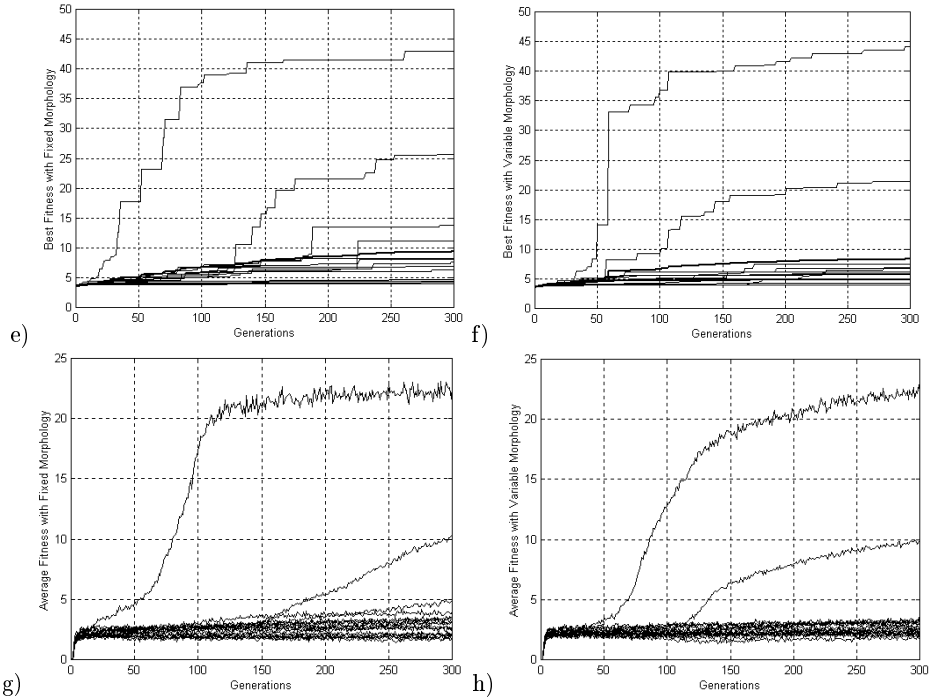 50
45
40
35
30
25
20
15
10
5
0
Best Fitness with Fixed Morphology
0 50 100 150 200 250 300
Generations
e)
50
45
40
35
30
25
20
15
10
5
0
Best Fitness with Variable Morphology
0 50 100 150 200 250 300
Generations
f)
25
20
15
10
5
0
Average Fitness with Fixed Morphology
0 50 100 150 200 250 300
Generations
g)
25
20
15
10
5
0
Average Fitness with Variable Morphology
0 50 100 150 200 250 300
Generations
h)